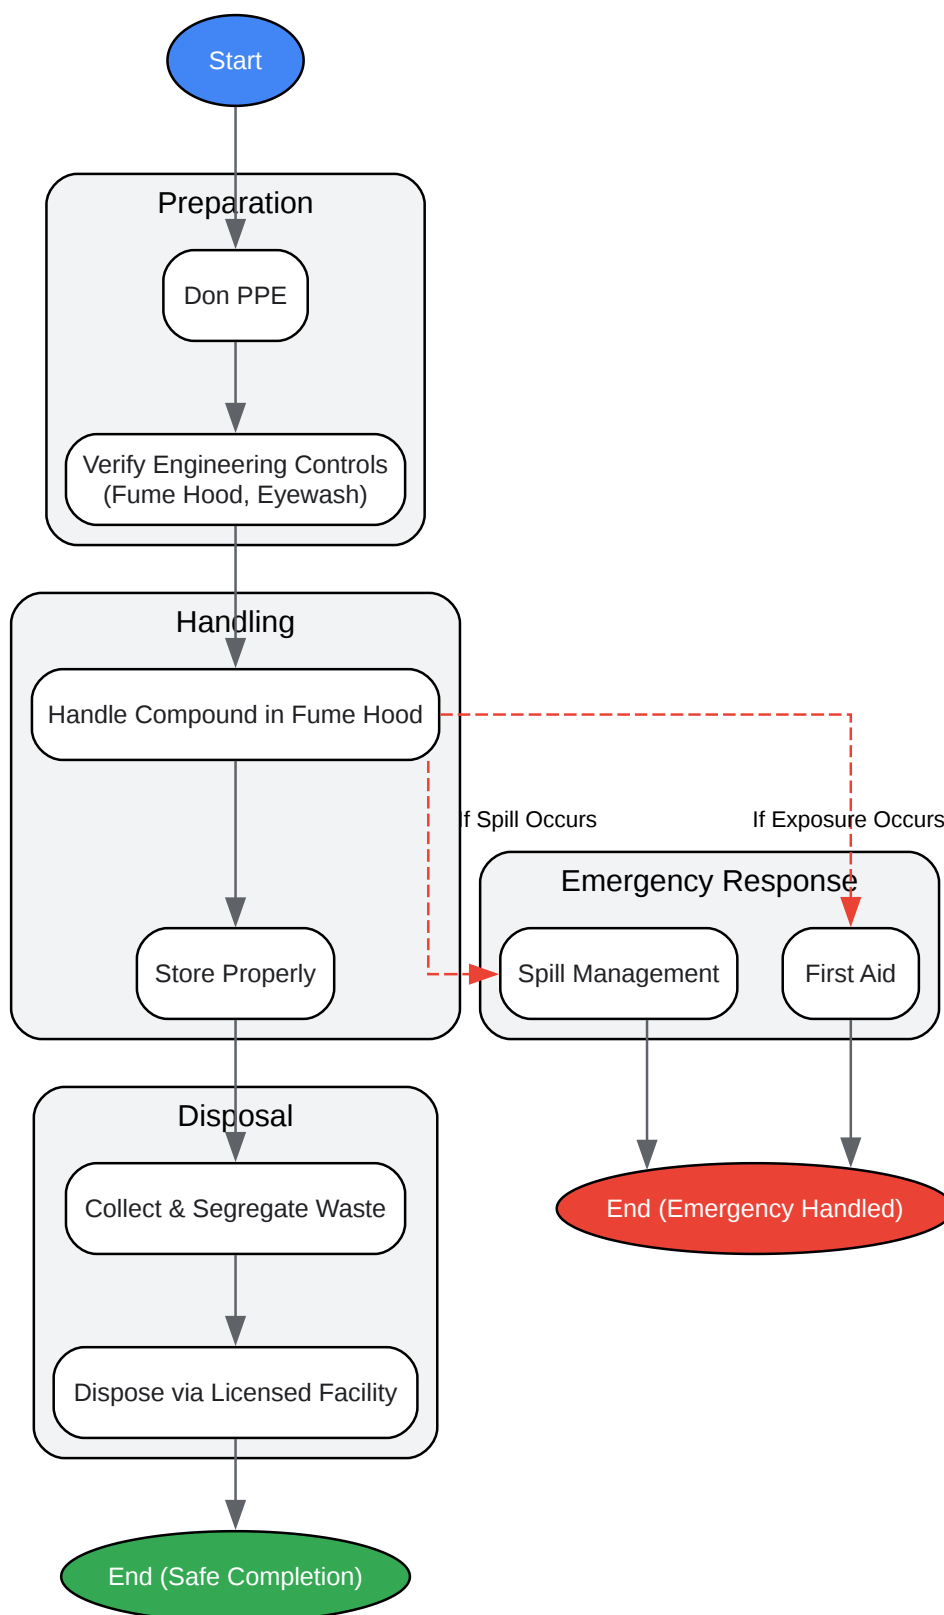 Start
Preparation
Don PPE
Verify Engineering Controls
(Fume Hood, Eyewash)
Handling
Handle Compound in Fume Hood
If Spill Occurs
If Exposure Occurs
Emergency Response
Store Properly
Spill Management
First Aid
Disposal
Collect & Segregate Waste
End (Emergency Handled)
Dispose via Licensed Facility
End (Safe Completion)